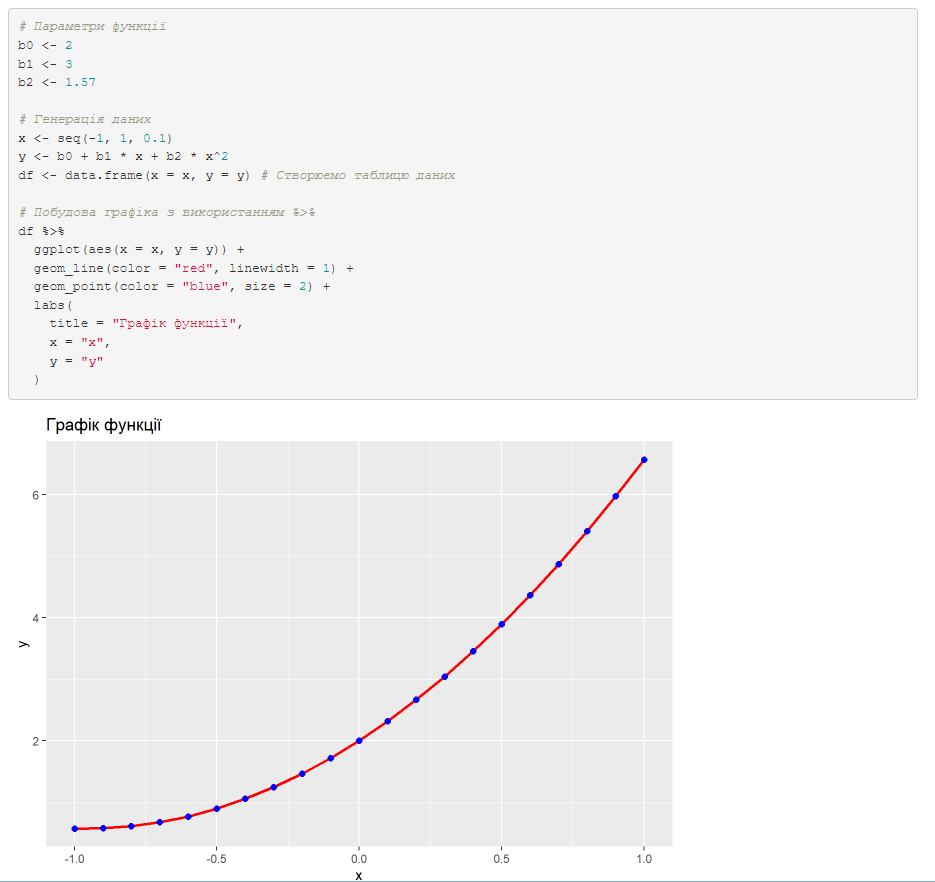 # Параметри функції
b0 <- 2
b1 <- 3
b2 <- 1.57
# Генерація даних
x <- seq(-1, 1, 0.1)
y <- b0 + b1 * x + b2 * x^2
df <- data.frame(x = x, y = y) # Створюємо таблицю даних
# Побудова графіка з використанням %>%
df %>%
  ggplot(aes(x = x, y = y)) +
  geom_line(color = "red", linewidth = 1) +
  geom_point(color = "blue", size = 2) +
  labs(
    title = "Графік функції",
    x = "x",
    y = "y"
  )
Графік функції
6
4
y
2
-1.0 -0.5 0.0 0.5 1.0
x